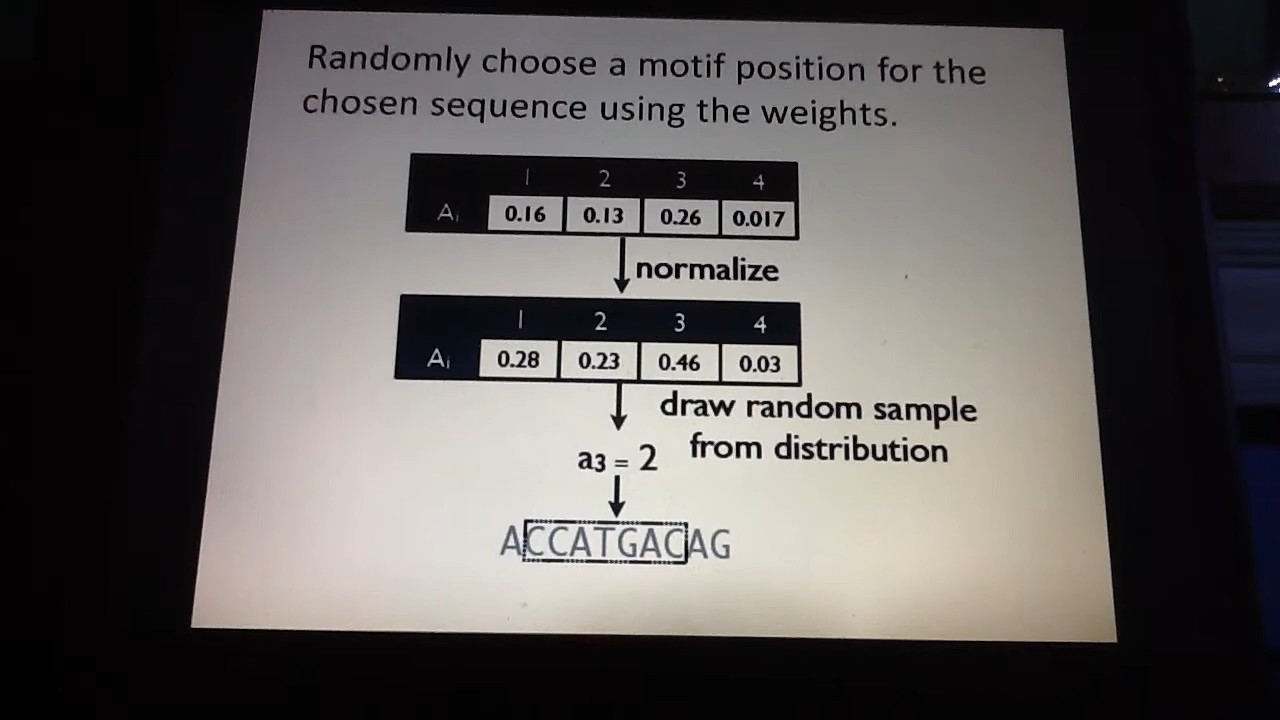 Randomly choose a motif position for the
chosen sequence using the weights.
1 2 3 4
Ai 0.16 0.13 0.26 0.017
normalize
1 2 3 4
Ai 0.28 0.23 0.46 0.03
draw random sample
from distribution
a3 = 2
ACCATGACAG